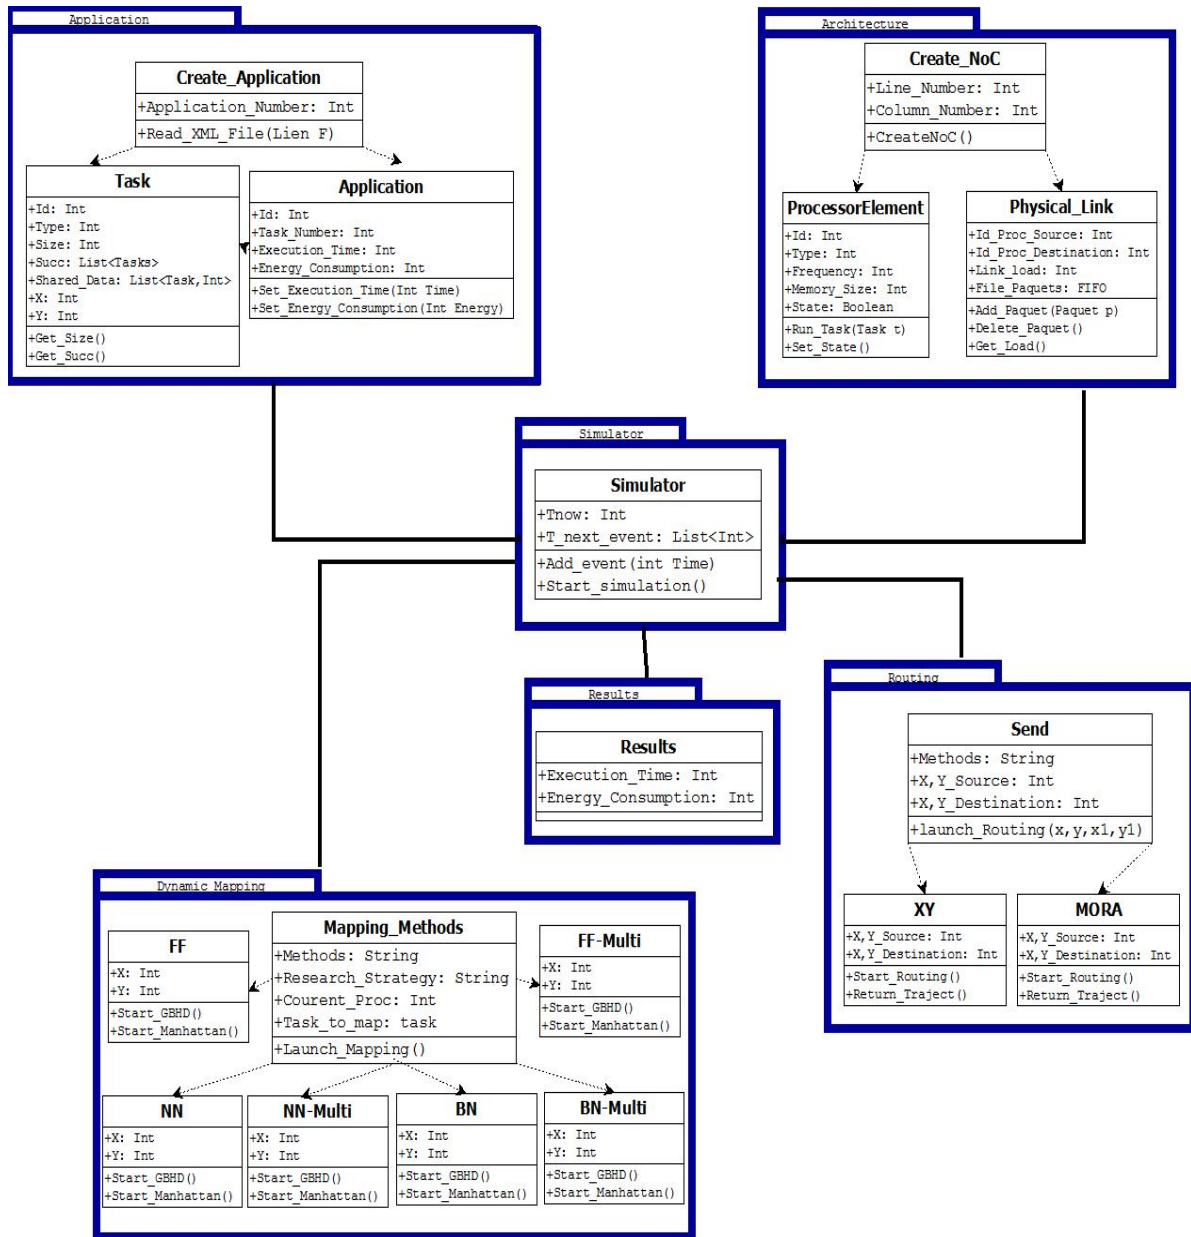 Application
Create_Application
+Application_Number: Int
+Read_XML_File(Lien F)
Task
+Id: Int
+Type: Int
+Size: Int
+Succ: List<Tasks>
+Shared_Data: List<Task,Int>
+X: Int
+Y: Int
+Get_Size()
+Get_Succ()
Application
+Id: Int
+Task_Number: Int
+Execution_Time: Int
+Energy_Consumption: Int
+Set_Execution_Time(Int Time)
+Set_Energy_Consumption(Int Energy)
Architecture
Create_NoC
+Line_Number: Int
+Column_Number: Int
+CreateNoC()
ProcessorElement
+Id: Int
+Type: Int
+Frequency: Int
+Memory_Size: Int
+State: Boolean
+Run_Task(Task t)
+Set_State()
Physical_Link
+Id_Proc_Source: Int
+Id_Proc_Destination: Int
+Link_load: Int
+File_Paquets: FIFO
+Add_Paquet(Paquet p)
+Delete_Paquet()
+Get_Load()
Simulator
Simulator
+Tnow: Int
+T_next_event: List<Int>
+Add_event(int Time)
+Start_simulation()
Results
Results
+Execution_Time: Int
+Energy_Consumption: Int
Routing
Send
+Methods: String
+X,Y_Source: Int
+X,Y_Destination: Int
+launch_Routing(x,y,x1,y1)
XY
+X,Y_Source: Int
+X,Y_Destination: Int
+Start_Routing()
+Return_Traject()
MORA
+X,Y_Source: Int
+X,Y_Destination: Int
+Start_Routing()
+Return_Traject()
Dynamic Mapping
FF
+X: Int
+Y: Int
+Start_GBHD()
+Start_Manhattan()
Mapping_Methods
+Methods: String
+Research_Strategy: String
+Courent_Proc: Int
+Task_to_map: task
+Launch_Mapping()
FF-Multi
+X: Int
+Y: Int
+Start_GBHD()
+Start_Manhattan()
NN
+X: Int
+Y: Int
+Start_GBHD()
+Start_Manhattan()
NN-Multi
+X: Int
+Y: Int
+Start_GBHD()
+Start_Manhattan()
BN
+X: Int
+Y: Int
+Start_GBHD()
+Start_Manhattan()
BN-Multi
+X: Int
+Y: Int
+Start_GBHD()
+Start_Manhattan()